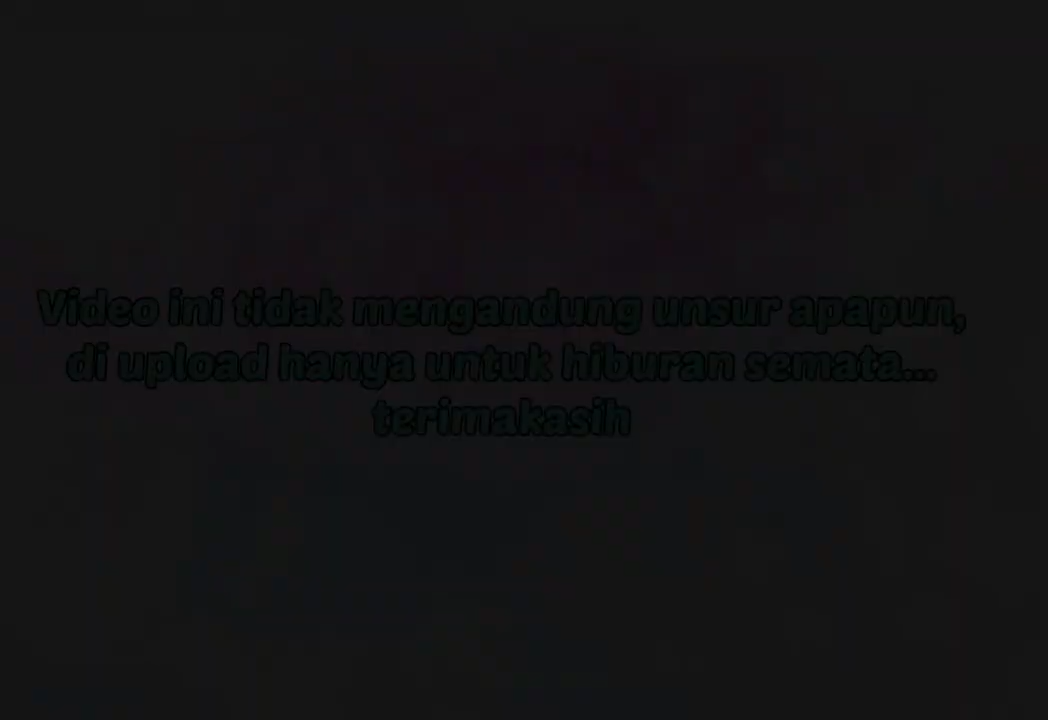 Video ini tidak mengandung unsur apapun,
di upload hanya untuk hiburan semata...
terimakasih